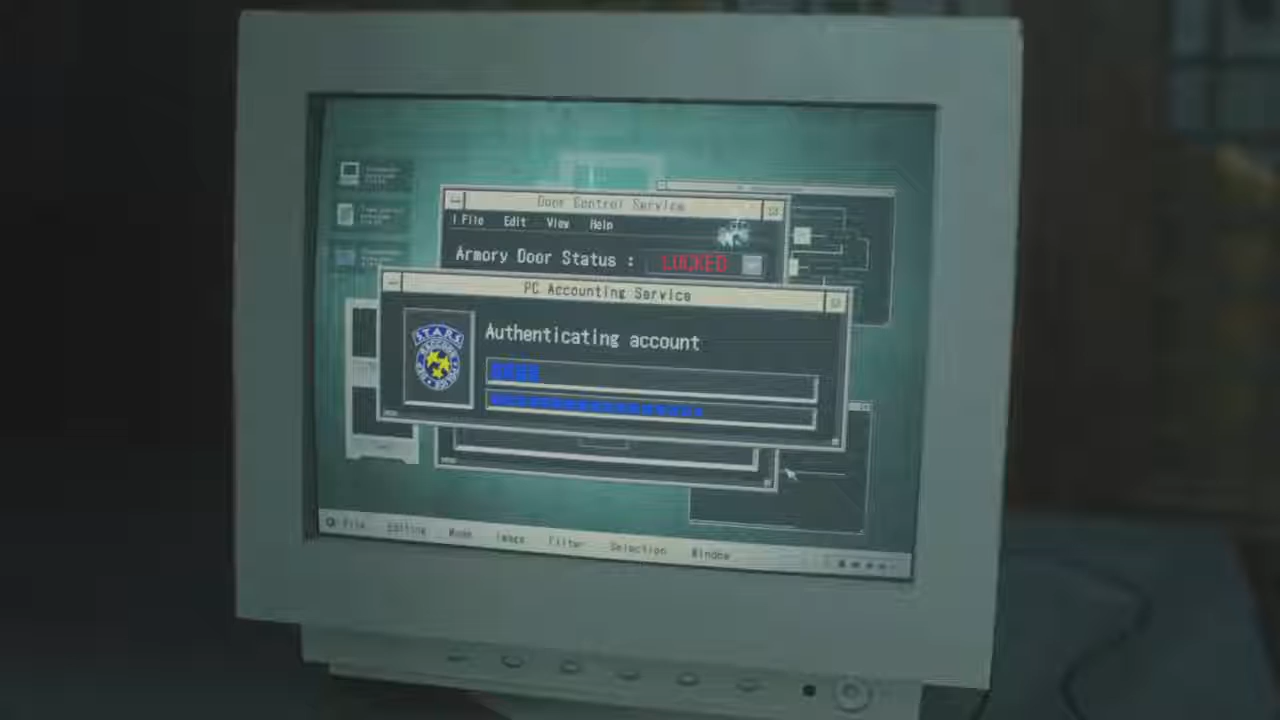 Door Control Service
File Edit View Help
Armory Door Status :
LOCKED
PC Accounting Service
S.T.A.R.S.
Authenticating account
File Editing Mode Image Filter Selection Window